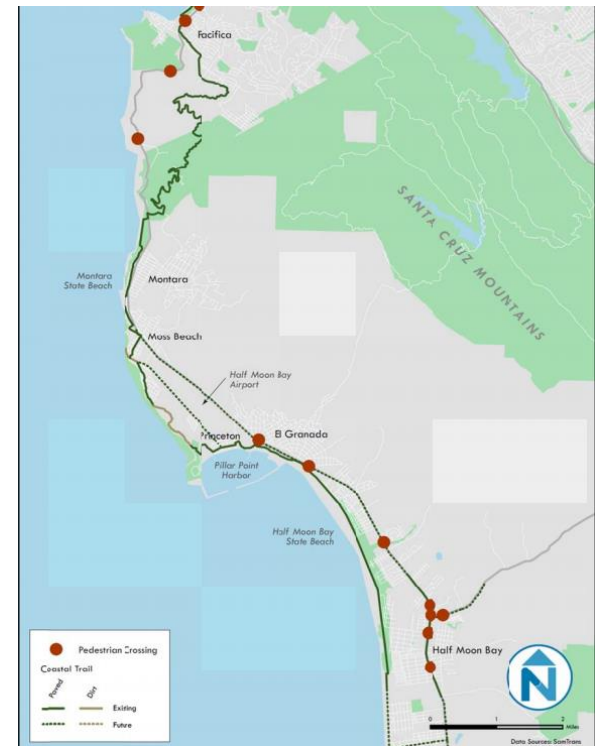 Pacifica
SANTA CRUZ MOUNTAINS
Montara
State Beach
Montara
Moss Beach
Half Moon Bay
Airport
Princeton
El Granada
Pillar Point
Harbor
Half Moon Bay
State Beach
Half Moon Bay
Pedestrian Crossing
Coastal Trail
Paved
Dirt
Existing
Future
N
0 1 2
Miles
Data Sources: SamTrans